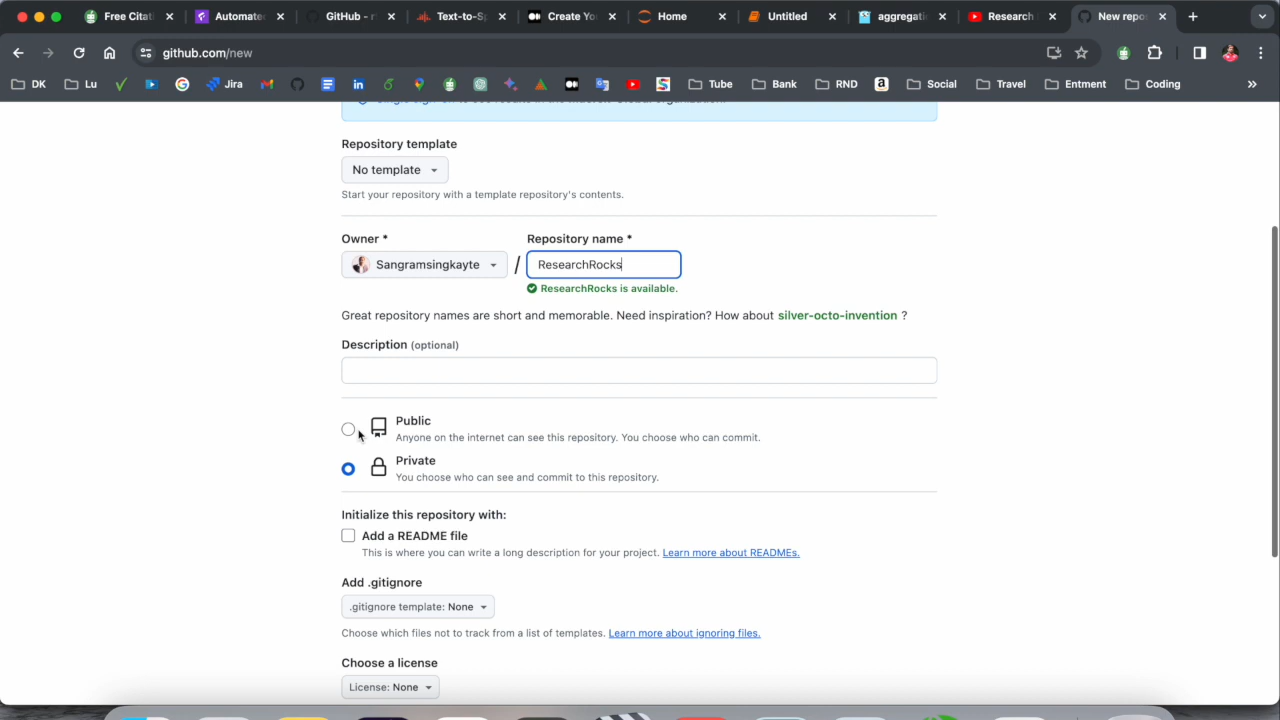 Free Citat
Automate
GitHub - r
Text-to-Sp
Create Yo
Home
Untitled
aggregati
Research
New repo
github.com/new
DK
Lu
Jira
Tube
Bank
RND
Social
Travel
Entment
Coding
Repository template
No template
Start your repository with a template repository's contents.
Owner *
Repository name *
Sangramsingkayte
/
ResearchRocks
ResearchRocks is available.
Great repository names are short and memorable. Need inspiration? How about silver-octo-invention ?
Description (optional)
Public
Anyone on the internet can see this repository. You choose who can commit.
Private
You choose who can see and commit to this repository.
Initialize this repository with:
Add a README file
This is where you can write a long description for your project. Learn more about READMEs.
Add .gitignore
.gitignore template: None
Choose which files not to track from a list of templates. Learn more about ignoring files.
Choose a license
License: None